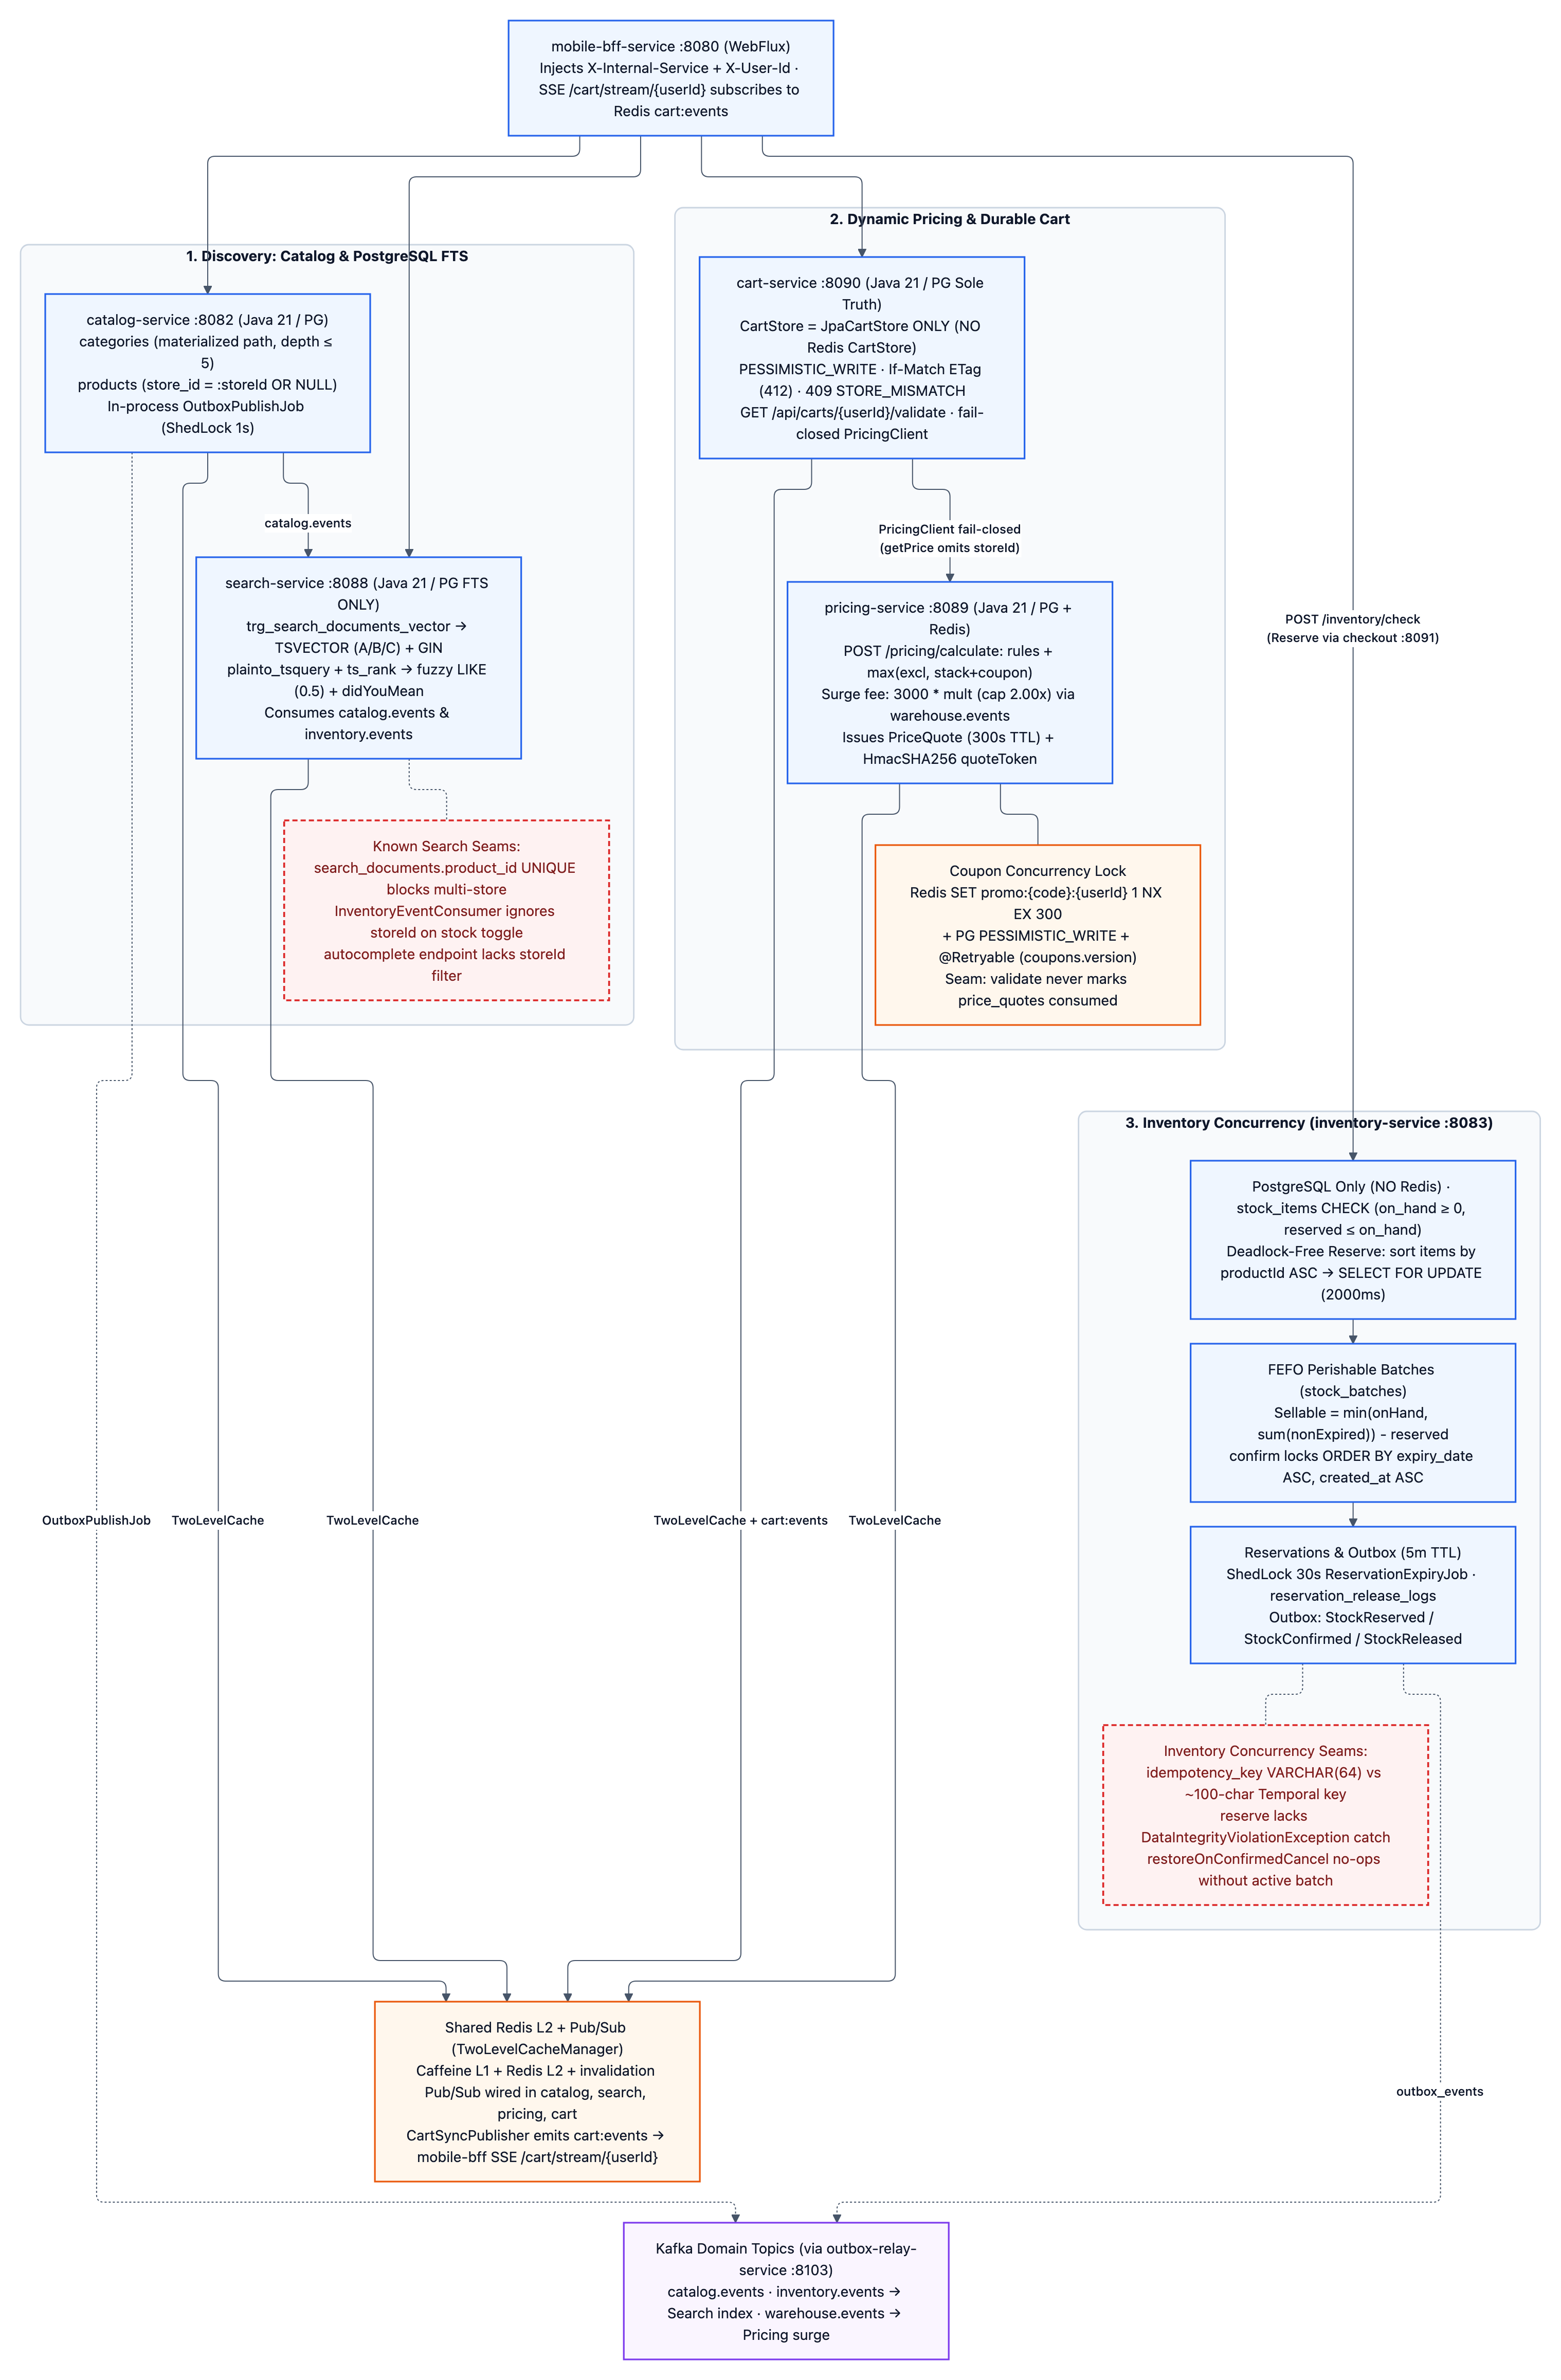 mobile-bff-service :8080 (WebFlux)
Injects X-Internal-Service + X-User-Id ·
SSE /cart/stream/{userId} subscribes to
Redis cart:events
2. Dynamic Pricing & Durable Cart
1. Discovery: Catalog & PostgreSQL FTS
cart-service :8090 (Java 21 / PG Sole
Truth)
CartStore = JpaCartStore ONLY (NO
Redis CartStore)
PESSIMISTIC_WRITE · If-Match ETag
(412) · 409 STORE_MISMATCH
GET /api/carts/{userId}/validate · fail-
closed PricingClient
catalog-service :8082 (Java 21 / PG)
categories (materialized path, depth ≤
5)
products (store_id = :storeId OR NULL)
In-process OutboxPublishJob
(ShedLock 1s)
catalog.events
PricingClient fail-closed
(getPrice omits storeId)
search-service :8088 (Java 21 / PG FTS
ONLY)
trg_search_documents_vector →
TSVECTOR (A/B/C) + GIN
plainto_tsquery + ts_rank → fuzzy LIKE
(0.5) + didYouMean
Consumes catalog.events &
inventory.events
pricing-service :8089 (Java 21 / PG +
Redis)
POST /pricing/calculate: rules +
max(excl, stack+coupon)
Surge fee: 3000 * mult (cap 2.00x) via
warehouse.events
Issues PriceQuote (300s TTL) +
HmacSHA256 quoteToken
POST /inventory/check
(Reserve via checkout :8091)
Known Search Seams:
search_documents.product_id UNIQUE
blocks multi-store
InventoryEventConsumer ignores
storeId on stock toggle
autocomplete endpoint lacks storeId
filter
Coupon Concurrency Lock
Redis SET promo:{code}:{userId} 1 NX
EX 300
+ PG PESSIMISTIC_WRITE +
@Retryable (coupons.version)
Seam: validate never marks
price_quotes consumed
3. Inventory Concurrency (inventory-service :8083)
PostgreSQL Only (NO Redis) ·
stock_items CHECK (on_hand ≥ 0,
reserved ≤ on_hand)
Deadlock-Free Reserve: sort items by
productId ASC → SELECT FOR UPDATE
(2000ms)
FEFO Perishable Batches
(stock_batches)
Sellable = min(onHand,
sum(nonExpired)) - reserved
confirm locks ORDER BY expiry_date
ASC, created_at ASC
OutboxPublishJob
TwoLevelCache
TwoLevelCache
TwoLevelCache + cart:events
TwoLevelCache
Reservations & Outbox (5m TTL)
ShedLock 30s ReservationExpiryJob ·
reservation_release_logs
Outbox: StockReserved /
StockConfirmed / StockReleased
Inventory Concurrency Seams:
idempotency_key VARCHAR(64) vs
~100-char Temporal key
reserve lacks
DataIntegrityViolationException catch
restoreOnConfirmedCancel no-ops
without active batch
Shared Redis L2 + Pub/Sub
(TwoLevelCacheManager)
Caffeine L1 + Redis L2 + invalidation
Pub/Sub wired in catalog, search,
pricing, cart
CartSyncPublisher emits cart:events →
mobile-bff SSE /cart/stream/{userId}
outbox_events
Kafka Domain Topics (via outbox-relay-
service :8103)
catalog.events · inventory.events →
Search index · warehouse.events →
Pricing surge